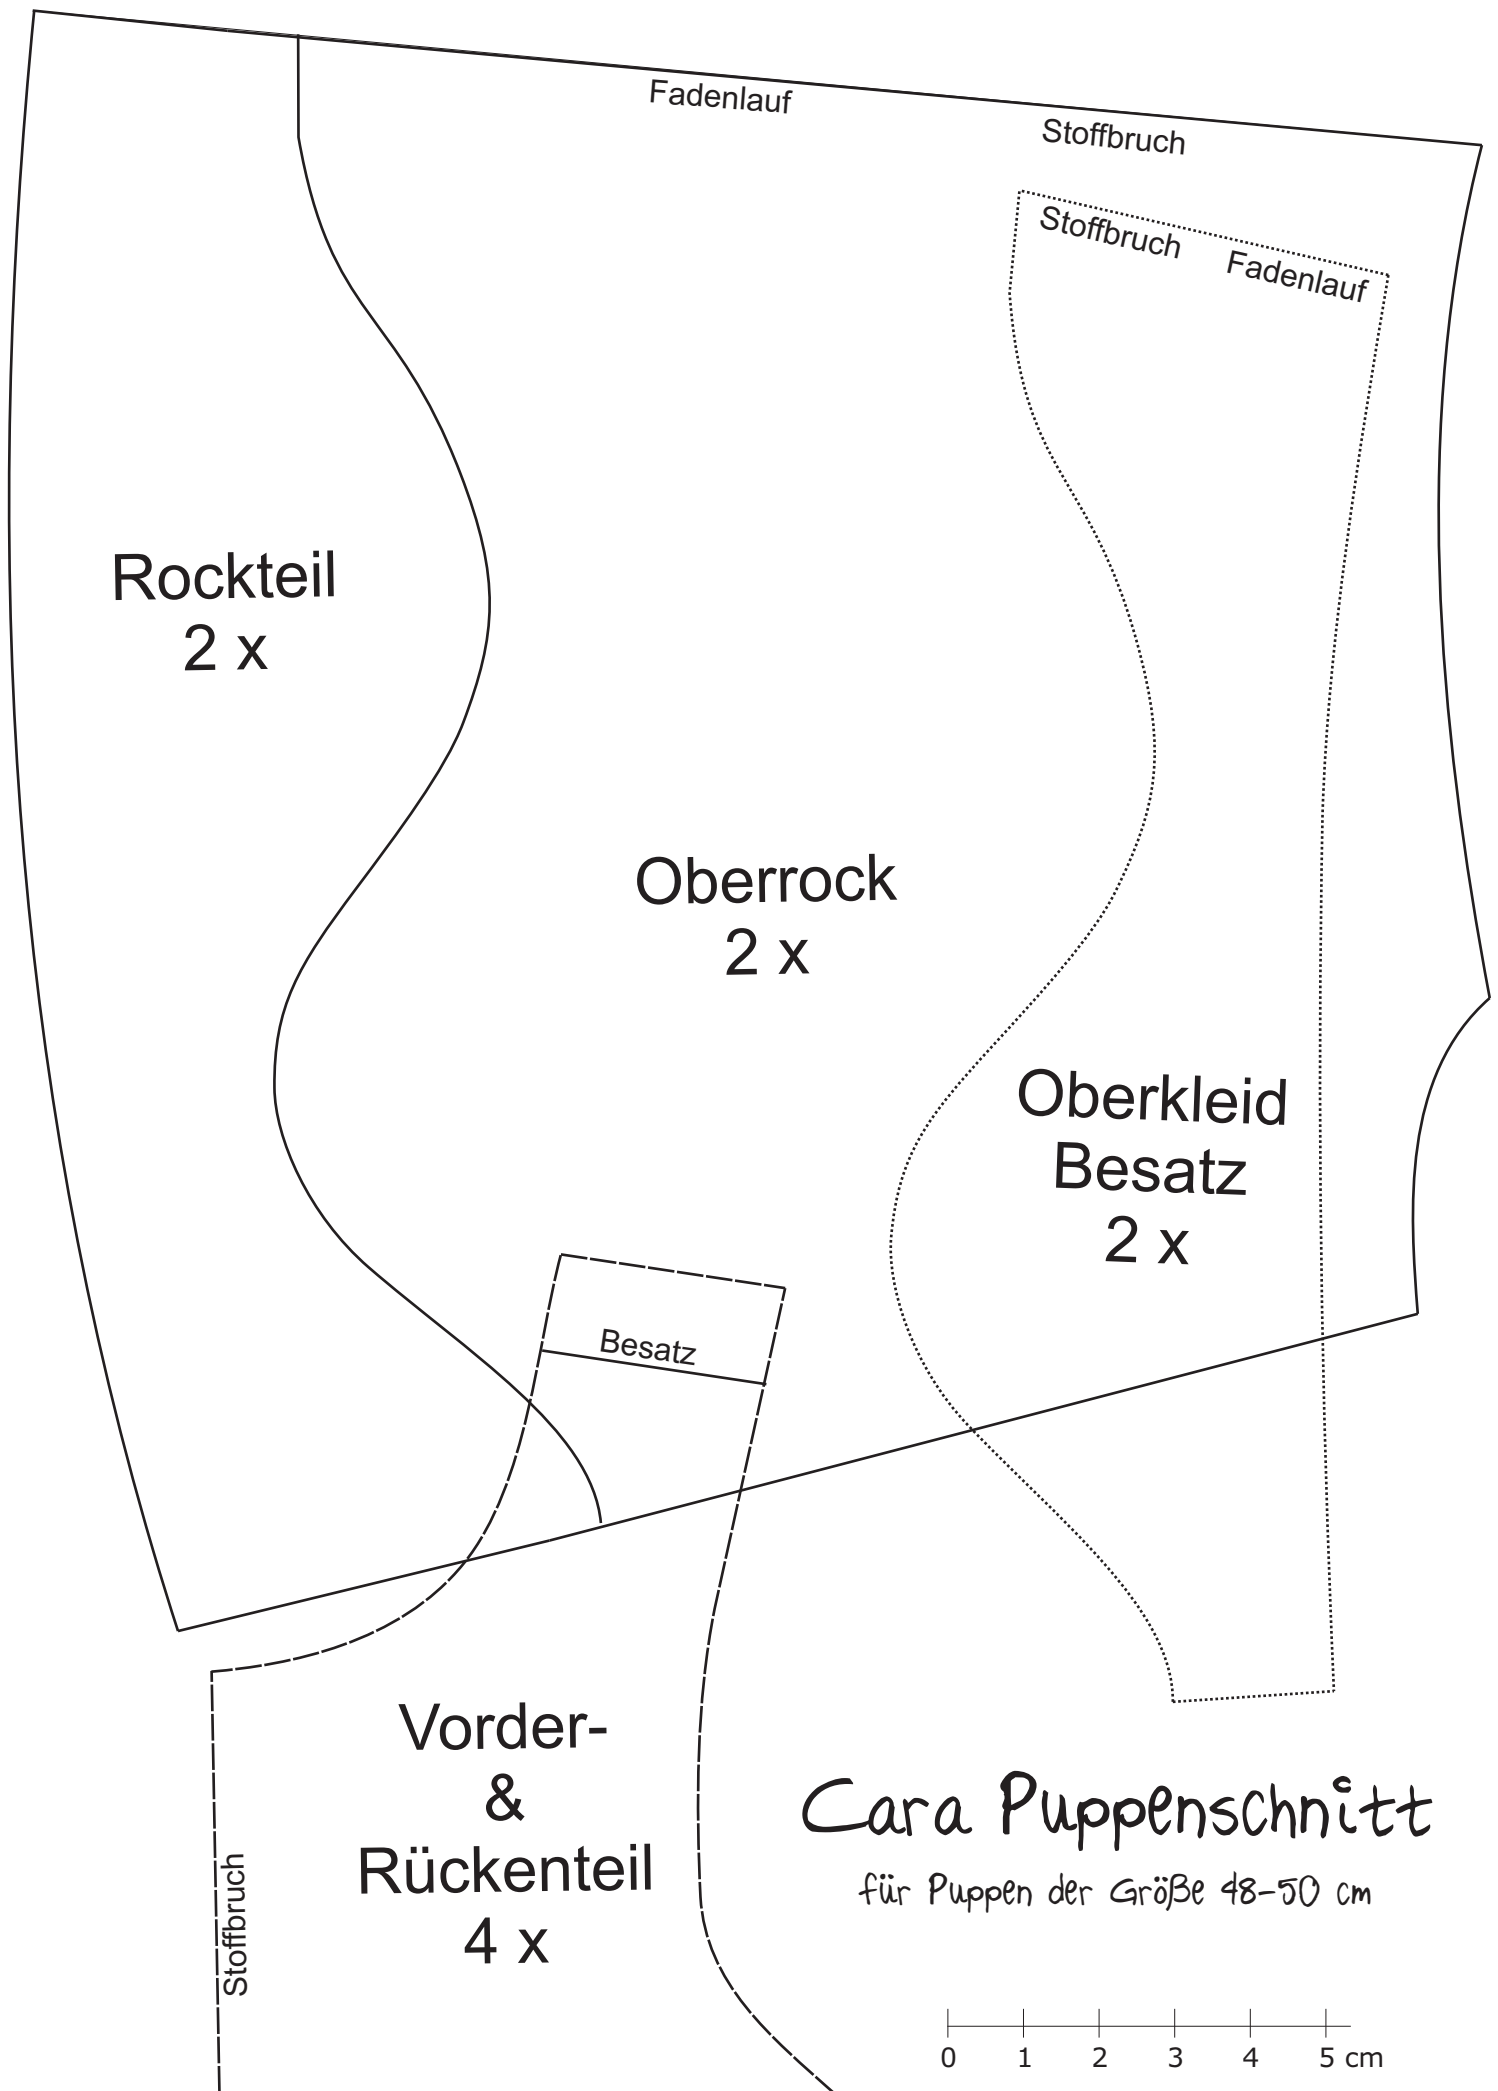 Fadenlauf
Stoffbruch
Stoffbruch
Fadenlauf
Rockteil
2 x
Oberrock
2 x
Oberkleid
Besatz
2 x
Besatz
Vorder-
&
Rückenteil
4 x
Stoffbruch
Cara Puppenschnitt
für Puppen der Größe 48-50 cm
0 1 2 3 4 5 cm